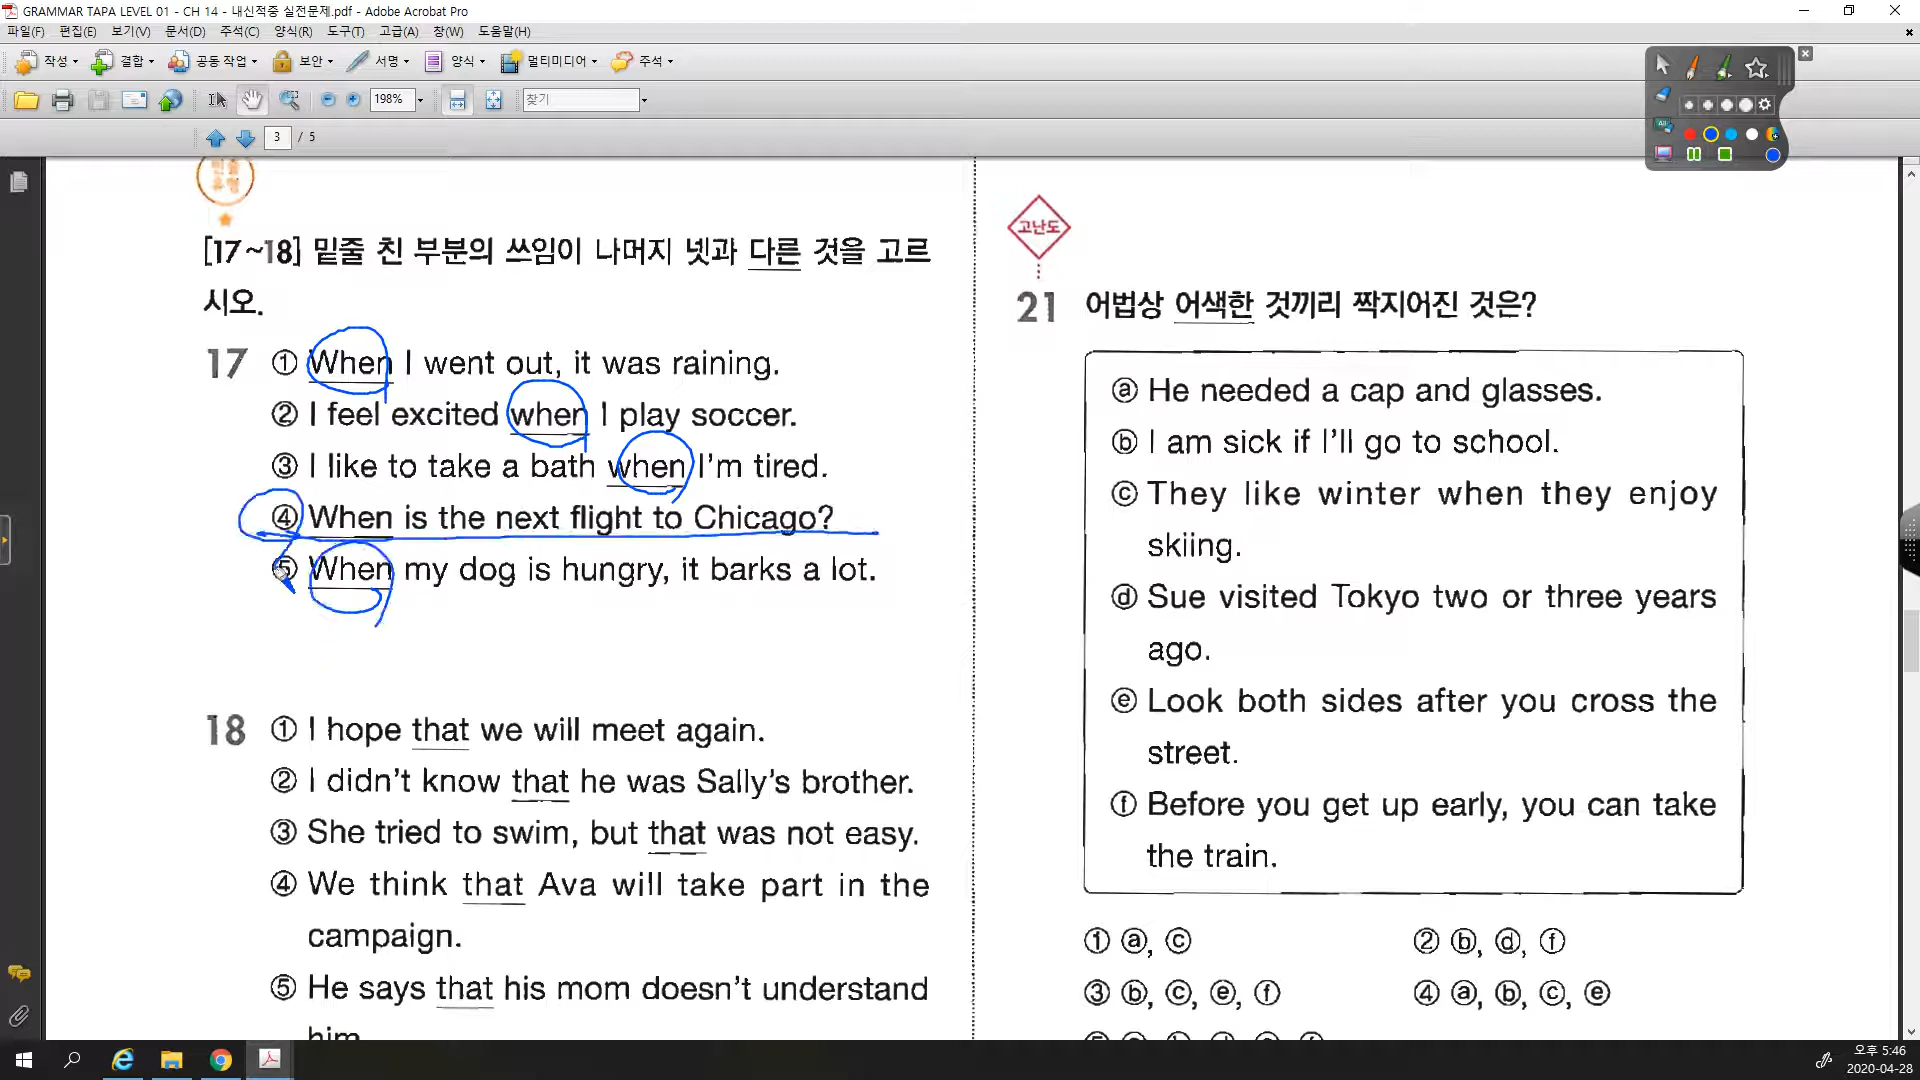 GRAMMAR TAPA LEVEL 01 - CH 14 - 내신적중 실전문제.pdf - Adobe Acrobat Pro
파일(F) 편집(E) 보기(V) 문서(D) 주석(C) 양식(R) 도구(T) 고급(A) 창(W) 도움말(H)
작성 결합 공동 작업 보안 서명 양식 멀티미디어 주석
198% 찾기
3 / 5
[17~18] 밑줄 친 부분의 쓰임이 나머지 넷과 다른 것을 고르
시오.
17 ① When I went out, it was raining.
② I feel excited when I play soccer.
③ I like to take a bath when I'm tired.
④ When is the next flight to Chicago?
⑤ When my dog is hungry, it barks a lot.
18 ① I hope that we will meet again.
② I didn't know that he was Sally's brother.
③ She tried to swim, but that was not easy.
④ We think that Ava will take part in the
campaign.
⑤ He says that his mom doesn't understand
him.
고난도
21 어법상 어색한 것끼리 짝지어진 것은?
ⓐ He needed a cap and glasses.
ⓑ I am sick if I'll go to school.
ⓒ They like winter when they enjoy
skiing.
ⓓ Sue visited Tokyo two or three years
ago.
ⓔ Look both sides after you cross the
street.
ⓕ Before you get up early, you can take
the train.
① ⓐ, ⓒ ② ⓑ, ⓓ, ⓕ
③ ⓑ, ⓒ, ⓔ, ⓕ ④ ⓐ, ⓑ, ⓒ, ⓔ
오후 5:46
2020-04-28